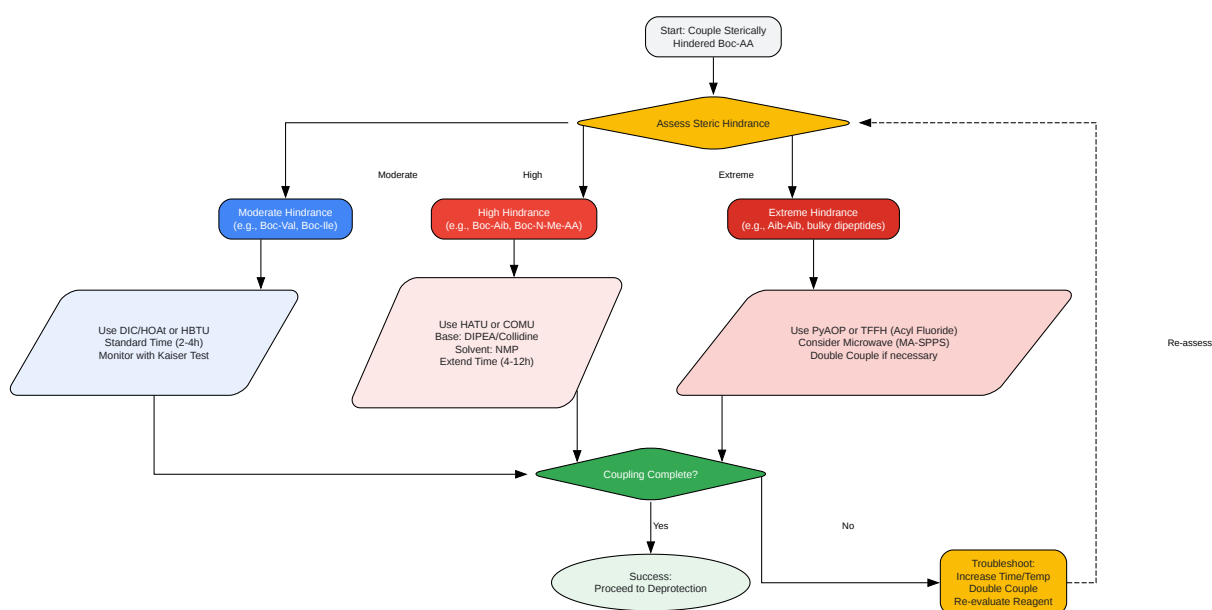 Start: Couple Sterically
Hindered Boc-AA
Assess Steric Hindrance
Moderate
High
Extreme
Moderate Hindrance
(e.g., Boc-Val, Boc-Ile)
High Hindrance
(e.g., Boc-Aib, Boc-N-Me-AA)
Extreme Hindrance
(e.g., Aib-Aib, bulky dipeptides)
Use DIC/HOAt or HBTU
Standard Time (2-4h)
Monitor with Kaiser Test
Use HATU or COMU
Base: DIPEA/Collidine
Solvent: NMP
Extend Time (4-12h)
Use PyAOP or TFFH (Acyl Fluoride)
Consider Microwave (MA-SPPS)
Double Couple if necessary
Re-assess
Coupling Complete?
Yes
No
Success:
Proceed to Deprotection
Troubleshoot:
Increase Time/Temp
Double Couple
Re-evaluate Reagent